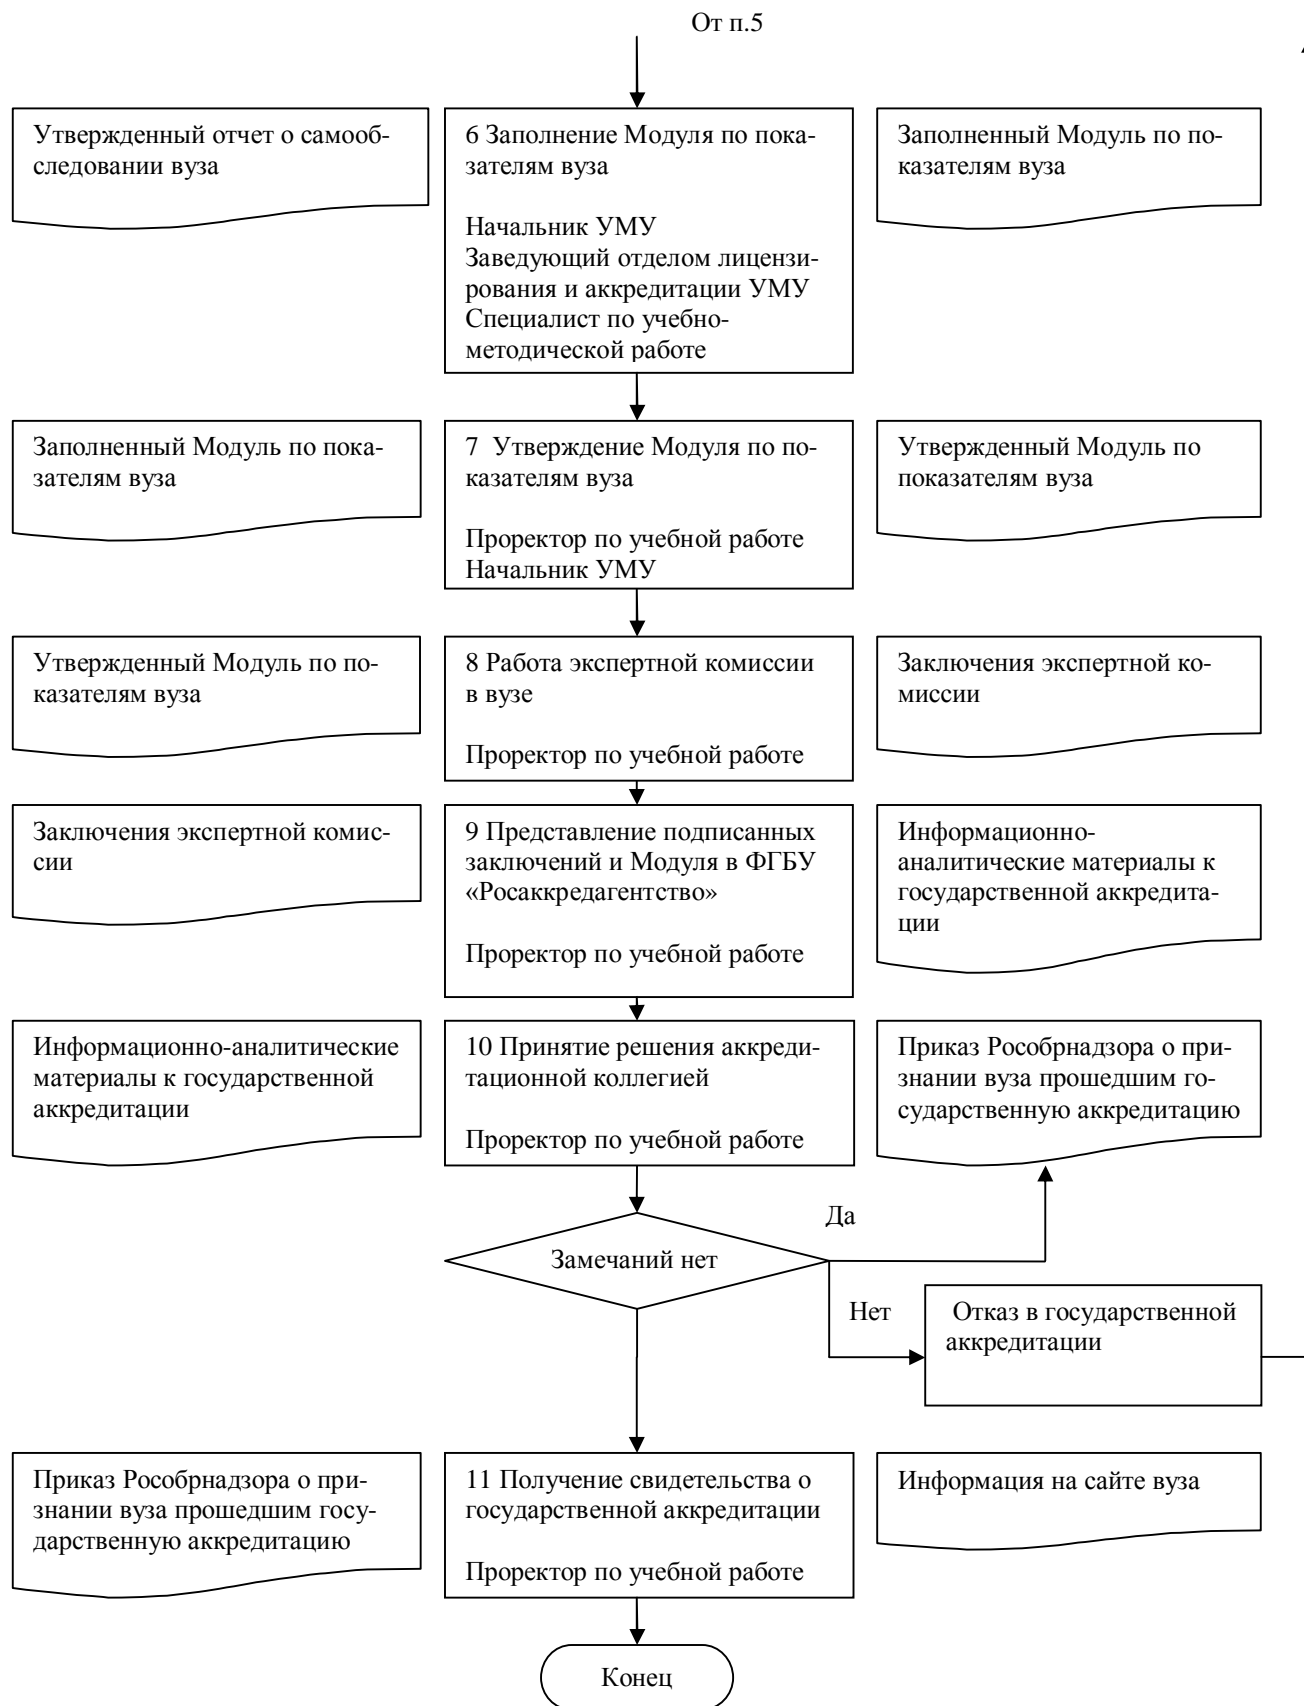 От п.5
Утвержденный отчет о самооб-
следовании вуза
6 Заполнение Модуля по пока-
зателям вуза
Начальник УМУ
Заведующий отделом лицензи-
рования и аккредитации УМУ
Специалист по учебно-
методической работе
Заполненный Модуль по по-
казателям вуза
Заполненный Модуль по пока-
зателям вуза
7 Утверждение Модуля по по-
казателям вуза
Проректор по учебной работе
Начальник УМУ
Утвержденный Модуль по
показателям вуза
Утвержденный Модуль по по-
казателям вуза
8 Работа экспертной комиссии
в вузе
Проректор по учебной работе
Заключения экспертной ко-
миссии
Заключения экспертной комис-
сии
9 Представление подписанных
заключений и Модуля в ФГБУ
«Росаккредагентство»
Проректор по учебной работе
Информационно-
аналитические материалы к
государственной аккредита-
ции
Информационно-аналитические
материалы к государственной
аккредитации
10 Принятие решения аккреди-
тационной коллегией
Проректор по учебной работе
Приказ Рособрнадзора о при-
знании вуза прошедшим го-
сударственную аккредитацию
Да
Замечаний нет
Нет
Отказ в государственной
аккредитации
Приказ Рособрнадзора о при-
знании вуза прошедшим госу-
дарственную аккредитацию
11 Получение свидетельства о
государственной аккредитации
Проректор по учебной работе
Информация на сайте вуза
Конец